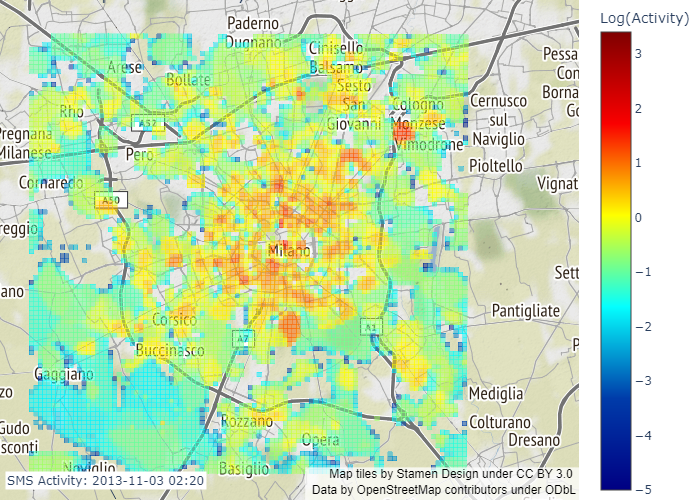 Paderno
Dugnano
Cinisello
Balsamo
Log(Activity)
Arese
Bollate
Sesto
San
Giovanni
Pessa
Con
Borna
Go
Rho
A52
Cologno
Monzese
Cernusco
sul
Naviglio
Pregnana
Milanese
Pero
Vimodrone
Pioltello
Cornaredo
Vignat
A50
reggio
Milano
Sett
ano
Corsico
A7
A1
Pantigliate
P
Buccinasco
Gaggiano
Mediglia
zo
Rozzano
Colturano
Gudo
sconti
Opera
Dresano
Noviglio
Basiglio
SMS Activity: 2013-11-03 02:20
Map tiles by Stamen Design under CC BY 3.0
Data by OpenStreetMap contributors under ODbL
3
2
1
0
−1
−2
−3
−4
−5